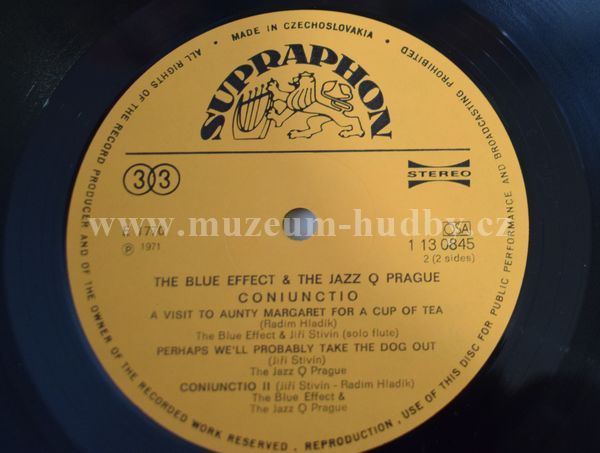 MADE IN CZECHOSLOVAKIA • ALL RIGHTS OF THE RECORD PRODUCER AND OF THE OWNER OF THE RECORDED WORK RESERVED. REPRODUCTION, USE OF THIS DISC FOR PUBLIC PERFORMANCE AND BROADCASTING PROHIBITED •
SUPRAPHON
33
STEREO
1770
Ⓟ 1971
OSA
1 13 0845
2 (2 sides)
www.muzeum-hudby.cz
THE BLUE EFFECT & THE JAZZ Q PRAGUE
CONIUNCTIO
A VISIT TO AUNTY MARGARET FOR A CUP OF TEA
(Radim Hladík)
The Blue Effect & Jiří Stivín (solo flute)
PERHAPS WE'LL PROBABLY TAKE THE DOG OUT
(Jiří Stivín)
The Jazz Q Prague
CONIUNCTIO II (Jiří Stivín - Radim Hladík)
The Blue Effect &
The Jazz Q Prague